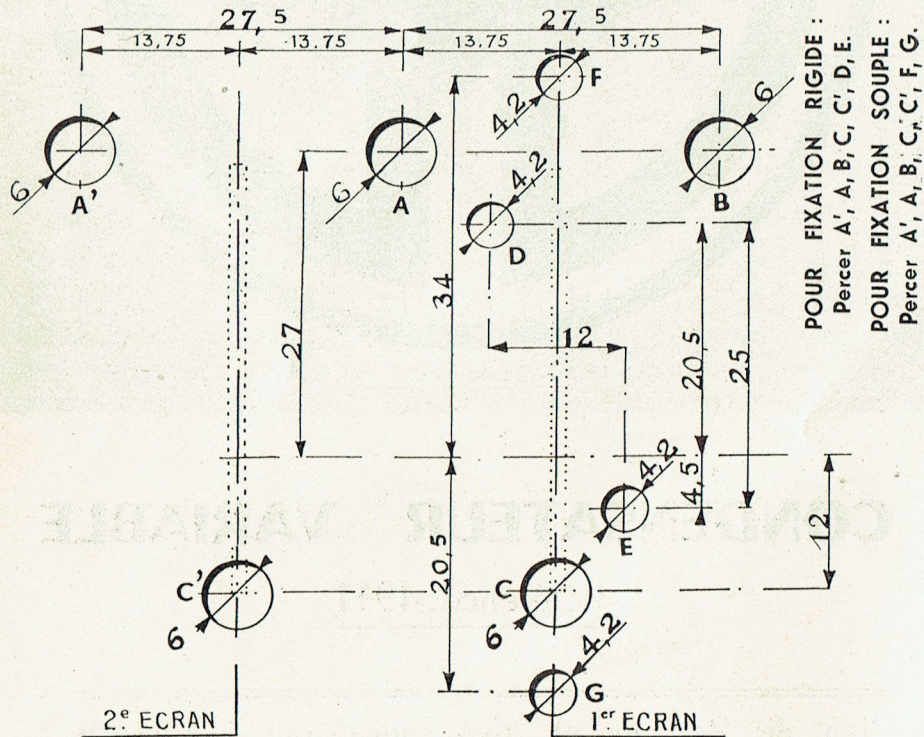 27,5 27,5
13,75 13,75 13,75 13,75
F
4,2
6 A' 6 A 4,2 B 6
D
34
27
12
20,5
25
4,2
4,5
E
12
20,5
C' 6 C 6
4,2
G
2e ECRAN 1er ECRAN
POUR FIXATION RIGIDE :
Percer A', A, B, C, C', D, E.
POUR FIXATION SOUPLE :
Percer A', A, B, C, C', F, G.
CONDENSATEUR VARIABLE